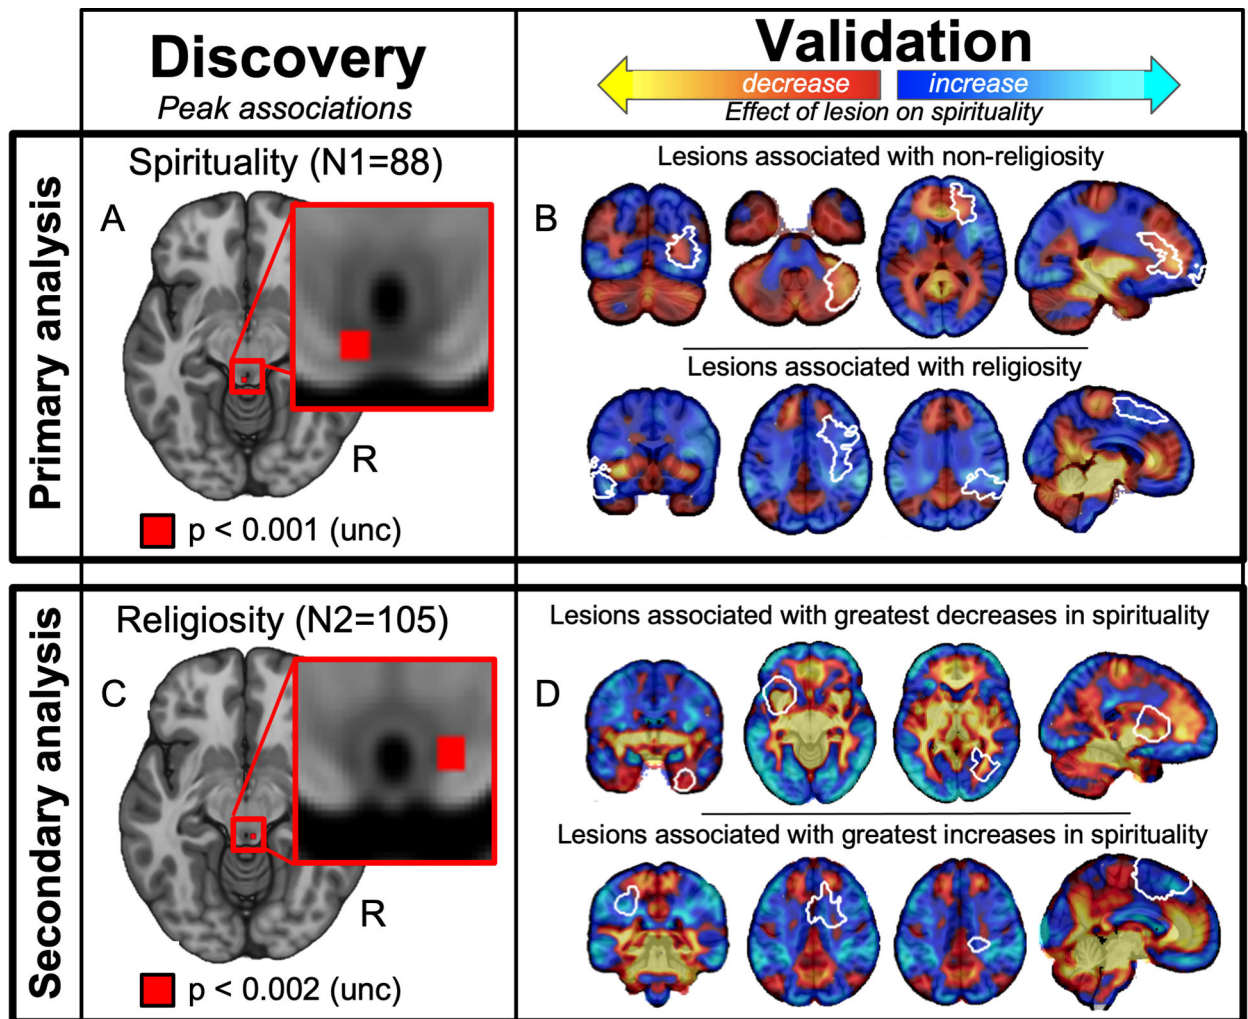 Discovery
Peak associations
Validation
decrease
increase
Effect of lesion on spirituality
Primary analysis
Spirituality (N1=88)
A
R
p < 0.001 (unc)
B
Lesions associated with non-religiosity
Lesions associated with religiosity
Secondary analysis
Religiosity (N2=105)
C
R
p < 0.002 (unc)
D
Lesions associated with greatest decreases in spirituality
Lesions associated with greatest increases in spirituality